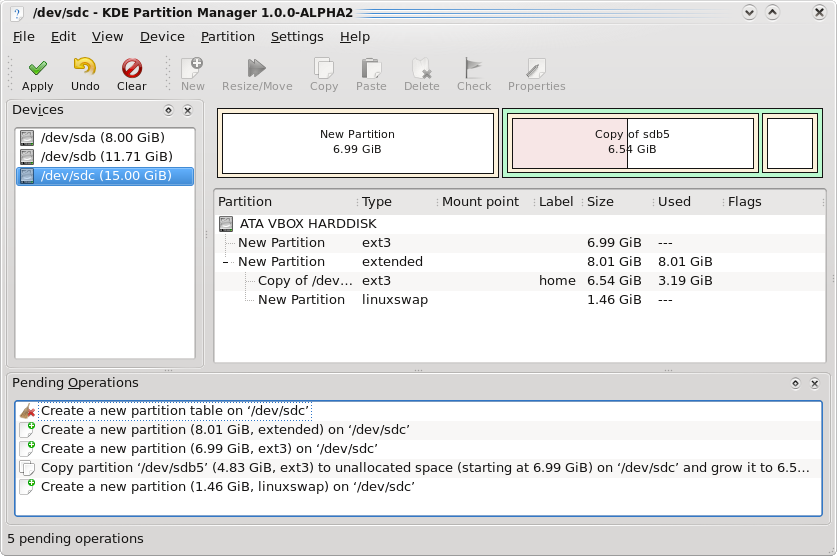 /dev/sdc - KDE Partition Manager 1.0.0-ALPHA2
File Edit View Device Partition Settings Help
Apply Undo Clear New Resize/Move Copy Paste Delete Check Properties
Devices
/dev/sda (8.00 GiB)
/dev/sdb (11.71 GiB)
/dev/sdc (15.00 GiB)
New Partition
6.99 GiB
Copy of sdb5
6.54 GiB
Partition Type Mount point Label Size Used Flags
ATA VBOX HARDDISK
New Partition ext3 6.99 GiB ---
New Partition extended 8.01 GiB 8.01 GiB
Copy of /dev... ext3 home 6.54 GiB 3.19 GiB
New Partition linuxswap 1.46 GiB ---
Pending Operations
Create a new partition table on ‘/dev/sdc’
Create a new partition (8.01 GiB, extended) on ‘/dev/sdc’
Create a new partition (6.99 GiB, ext3) on ‘/dev/sdc’
Copy partition ‘/dev/sdb5’ (4.83 GiB, ext3) to unallocated space (starting at 6.99 GiB) on ‘/dev/sdc’ and grow it to 6.5...
Create a new partition (1.46 GiB, linuxswap) on ‘/dev/sdc’
5 pending operations